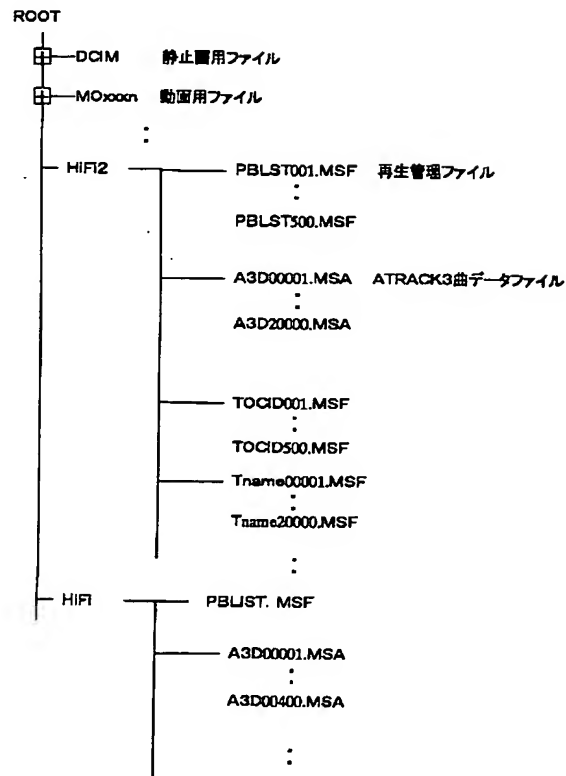 ROOT
DCIM 静止画用ファイル
MOxxxn 動画用ファイル
HiFi2
PBLST001.MSF 再生管理ファイル
PBLST500.MSF
A3D00001.MSA ATRACK3曲データファイル
A3D20000.MSA
TOCID001.MSF
TOCID500.MSF
Tname00001.MSF
Tname20000.MSF
HiFi
PBLIST. MSF
A3D00001.MSA
A3D00400.MSA